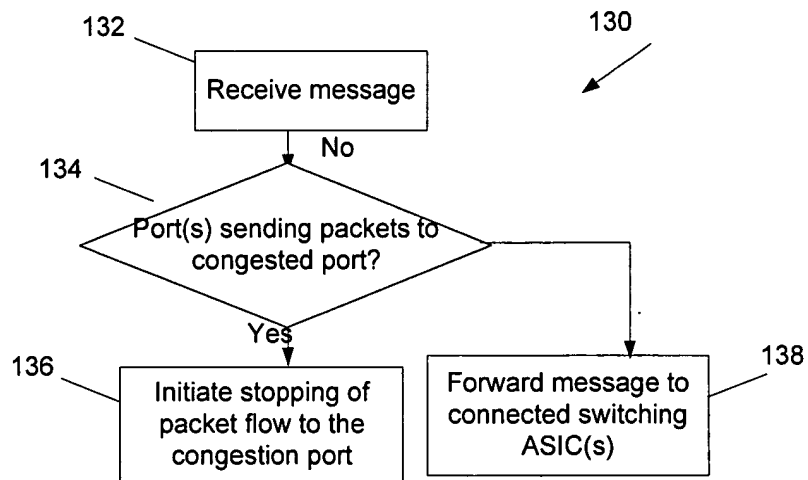 132
130
Receive message
No
134
Port(s) sending packets to
congested port?
Yes
136
Initiate stopping of
packet flow to the
congestion port
138
Forward message to
connected switching
ASIC(s)